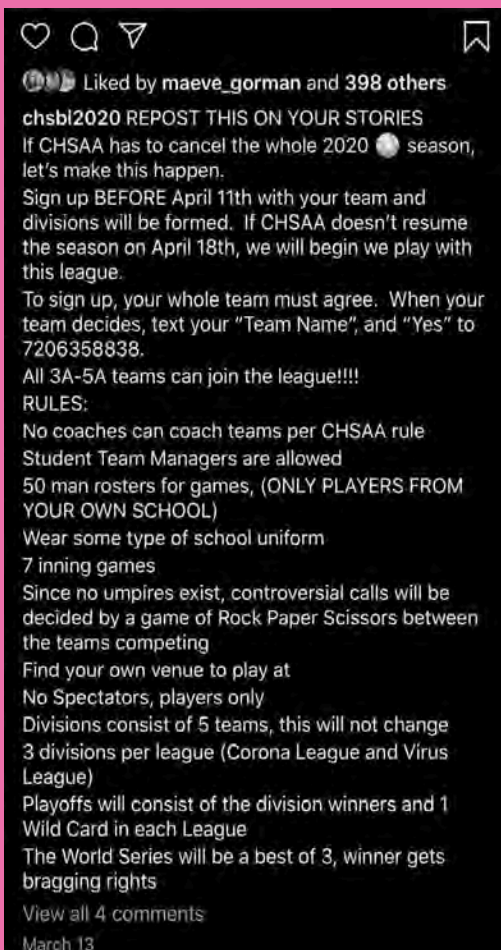 Liked by maeve_gorman and 398 others
chsbl2020 REPOST THIS ON YOUR STORIES
If CHSAA has to cancel the whole 2020 ⚾ season,
let's make this happen.
Sign up BEFORE April 11th with your team and
divisions will be formed. If CHSAA doesn't resume
the season on April 18th, we will begin we play with
this league.
To sign up, your whole team must agree. When your
team decides, text your "Team Name", and "Yes" to
7206358838.
All 3A-5A teams can join the league!!!!
RULES:
No coaches can coach teams per CHSAA rule
Student Team Managers are allowed
50 man rosters for games, (ONLY PLAYERS FROM
YOUR OWN SCHOOL)
Wear some type of school uniform
7 inning games
Since no umpires exist, controversial calls will be
decided by a game of Rock Paper Scissors between
the teams competing
Find your own venue to play at
No Spectators, players only
Divisions consist of 5 teams, this will not change
3 divisions per league (Corona League and Virus
League)
Playoffs will consist of the division winners and 1
Wild Card in each League
The World Series will be a best of 3, winner gets
bragging rights
View all 4 comments
March 13